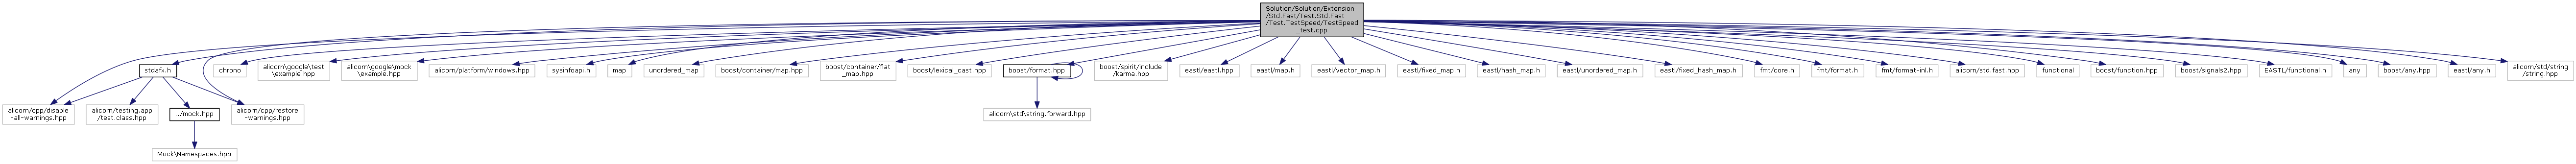 Solution/Solution/Extension
/Std.Fast/Test.Std.Fast
/Test.TestSpeed/TestSpeed
_test.cpp
stdafx.h
chrono
alicorn\google\test
\example.hpp
alicorn\google\mock
\example.hpp
alicorn/platform/windows.hpp
sysinfoapi.h
map
unordered_map
boost/container/map.hpp
boost/container/flat
_map.hpp
boost/lexical_cast.hpp
boost/format.hpp
boost/spirit/include
/karma.hpp
eastl/eastl.hpp
eastl/map.h
eastl/vector_map.h
eastl/fixed_map.h
eastl/hash_map.h
eastl/unordered_map.h
eastl/fixed_hash_map.h
fmt/core.h
fmt/format.h
fmt/format-inl.h
alicorn/std.fast.hpp
functional
boost/function.hpp
boost/signals2.hpp
EASTL/functional.h
any
boost/any.hpp
eastl/any.h
alicorn/std/string
/string.hpp
alicorn/cpp/disable
-all-warnings.hpp
alicorn/testing.app
/test.class.hpp
../mock.hpp
alicorn/cpp/restore
-warnings.hpp
alicorn\std\string.forward.hpp
Mock\Namespaces.hpp